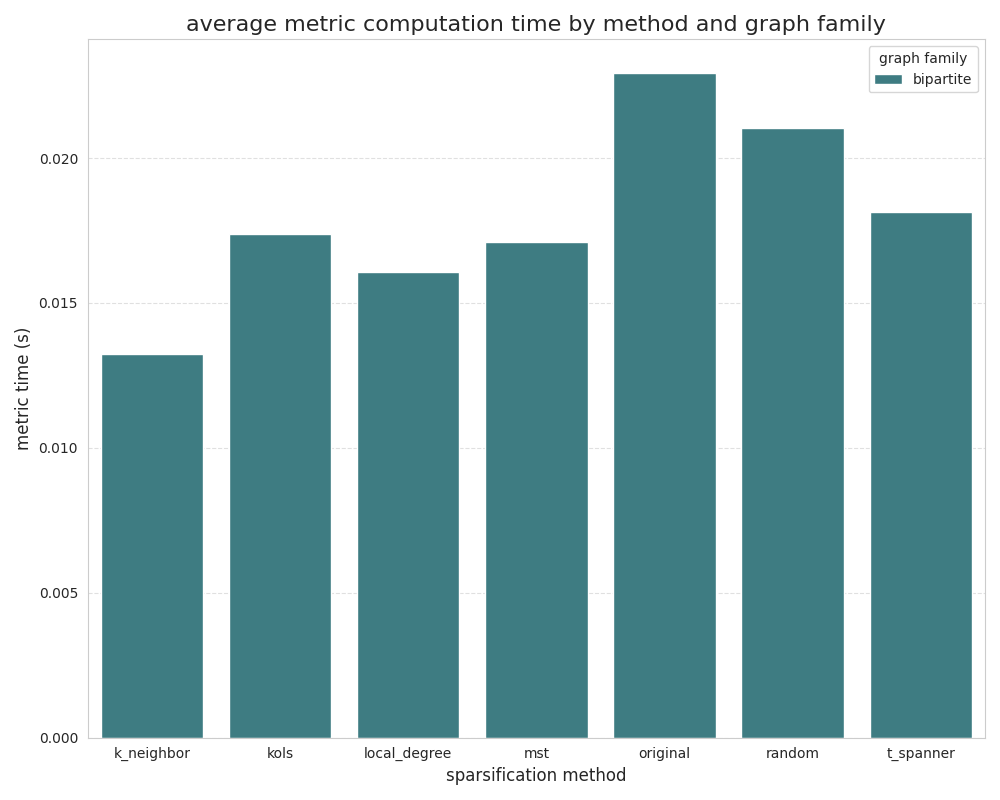 average metric computation time by method and graph family
graph family
bipartite
metric time (s)
0.020
0.015
0.010
0.005
0.000
k_neighbor kols local_degree mst original random t_spanner
sparsification method